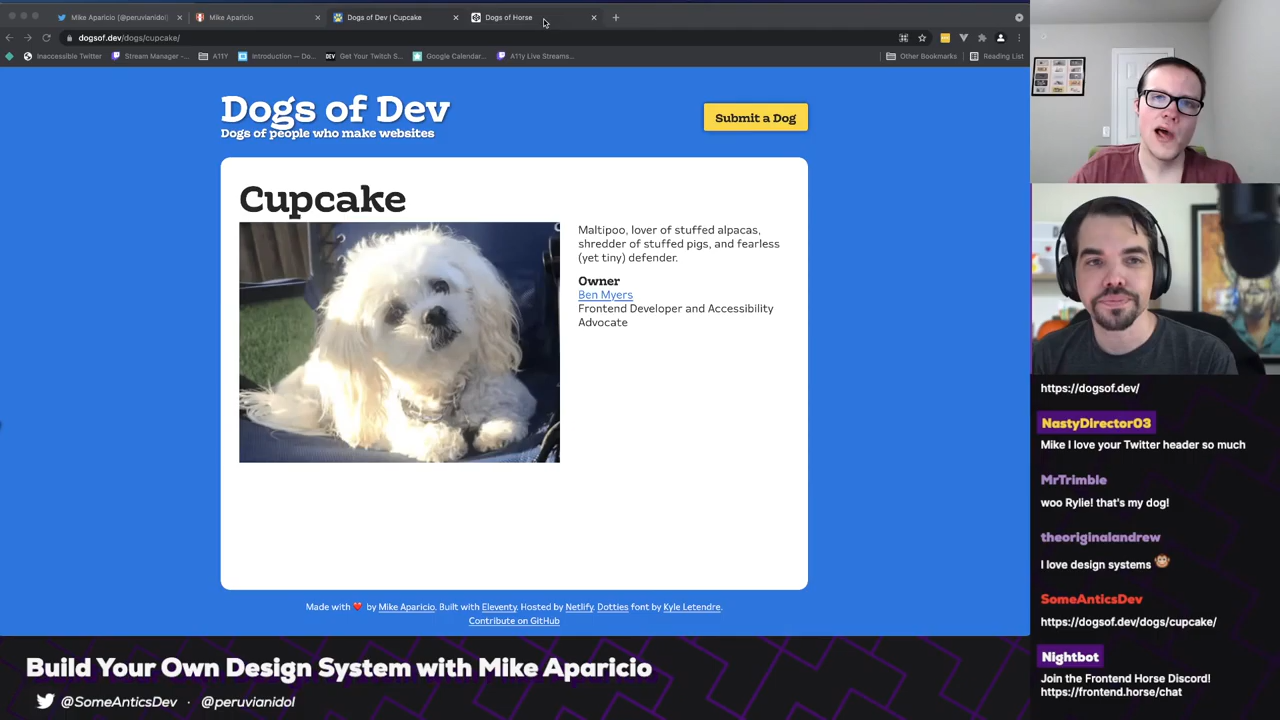 Mike Aparicio (@peruvianidol)
Mike Aparicio
Dogs of Dev | Cupcake
Dogs of Horse
dogsof.dev/dogs/cupcake/
Inaccessible Twitter
Stream Manager -...
A11Y
Introduction — Do...
DEV
Get Your Twitch S...
Google Calendar...
A11y Live Streams...
Other Bookmarks
Reading List
Dogs of Dev
Dogs of people who make websites
Submit a Dog
Cupcake
Maltipoo, lover of stuffed alpacas,
shredder of stuffed pigs, and fearless
(yet tiny) defender.
Owner
Ben Myers
Frontend Developer and Accessibility
Advocate
Made with ❤️ by Mike Aparicio. Built with Eleventy. Hosted by Netlify. Dotties font by Kyle Letendre.
Contribute on GitHub
https://dogsof.dev/
NastyDirector03
Mike I love your Twitter header so much
MrTrimble
woo Rylie! that's my dog!
theoriginalandrew
I love design systems 🐵
SomeAnticsDev
https://dogsof.dev/dogs/cupcake/
Nightbot
Join the Frontend Horse Discord!
https://frontend.horse/chat
Build Your Own Design System with Mike Aparicio
@SomeAnticsDev · @peruvianidol